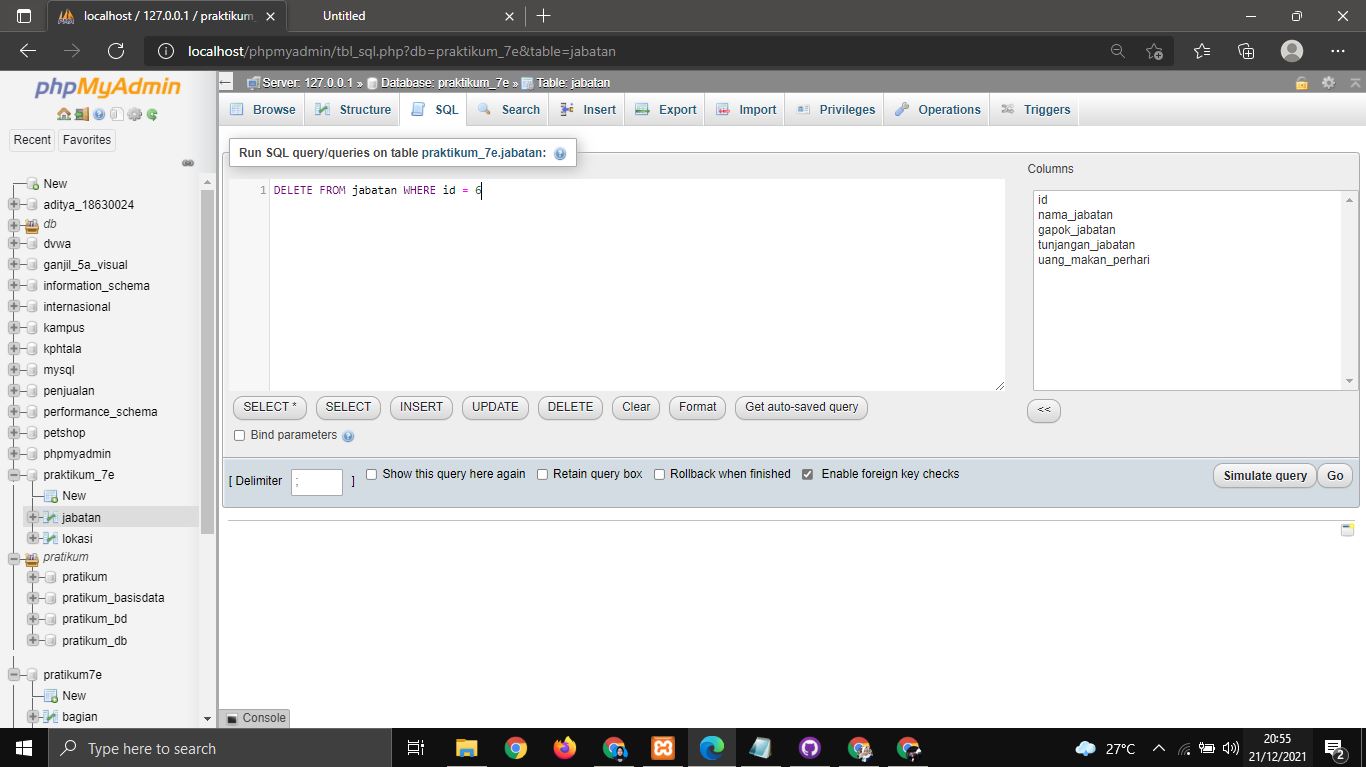 localhost / 127.0.0.1 / praktikum_
Untitled
localhost/phpmyadmin/tbl_sql.php?db=praktikum_7e&table=jabatan
phpMyAdmin
Recent
Favorites
New
aditya_18630024
db
dvwa
ganjil_5a_visual
information_schema
internasional
kampus
kphtala
mysql
penjualan
performance_schema
petshop
phpmyadmin
praktikum_7e
New
jabatan
lokasi
pratikum
pratikum
pratikum_basisdata
pratikum_bd
pratikum_db
pratikum7e
New
bagian
Server: 127.0.0.1 » Database: praktikum_7e » Table: jabatan
Browse
Structure
SQL
Search
Insert
Export
Import
Privileges
Operations
Triggers
Run SQL query/queries on table praktikum_7e.jabatan:
1 DELETE FROM jabatan WHERE id = 6
Columns
id
nama_jabatan
gapok_jabatan
tunjangan_jabatan
uang_makan_perhari
SELECT *
SELECT
INSERT
UPDATE
DELETE
Clear
Format
Get auto-saved query
<<
Bind parameters
[ Delimiter ; ]
Show this query here again
Retain query box
Rollback when finished
Enable foreign key checks
Simulate query
Go
Console
Type here to search
27°C
20:55
21/12/2021
2